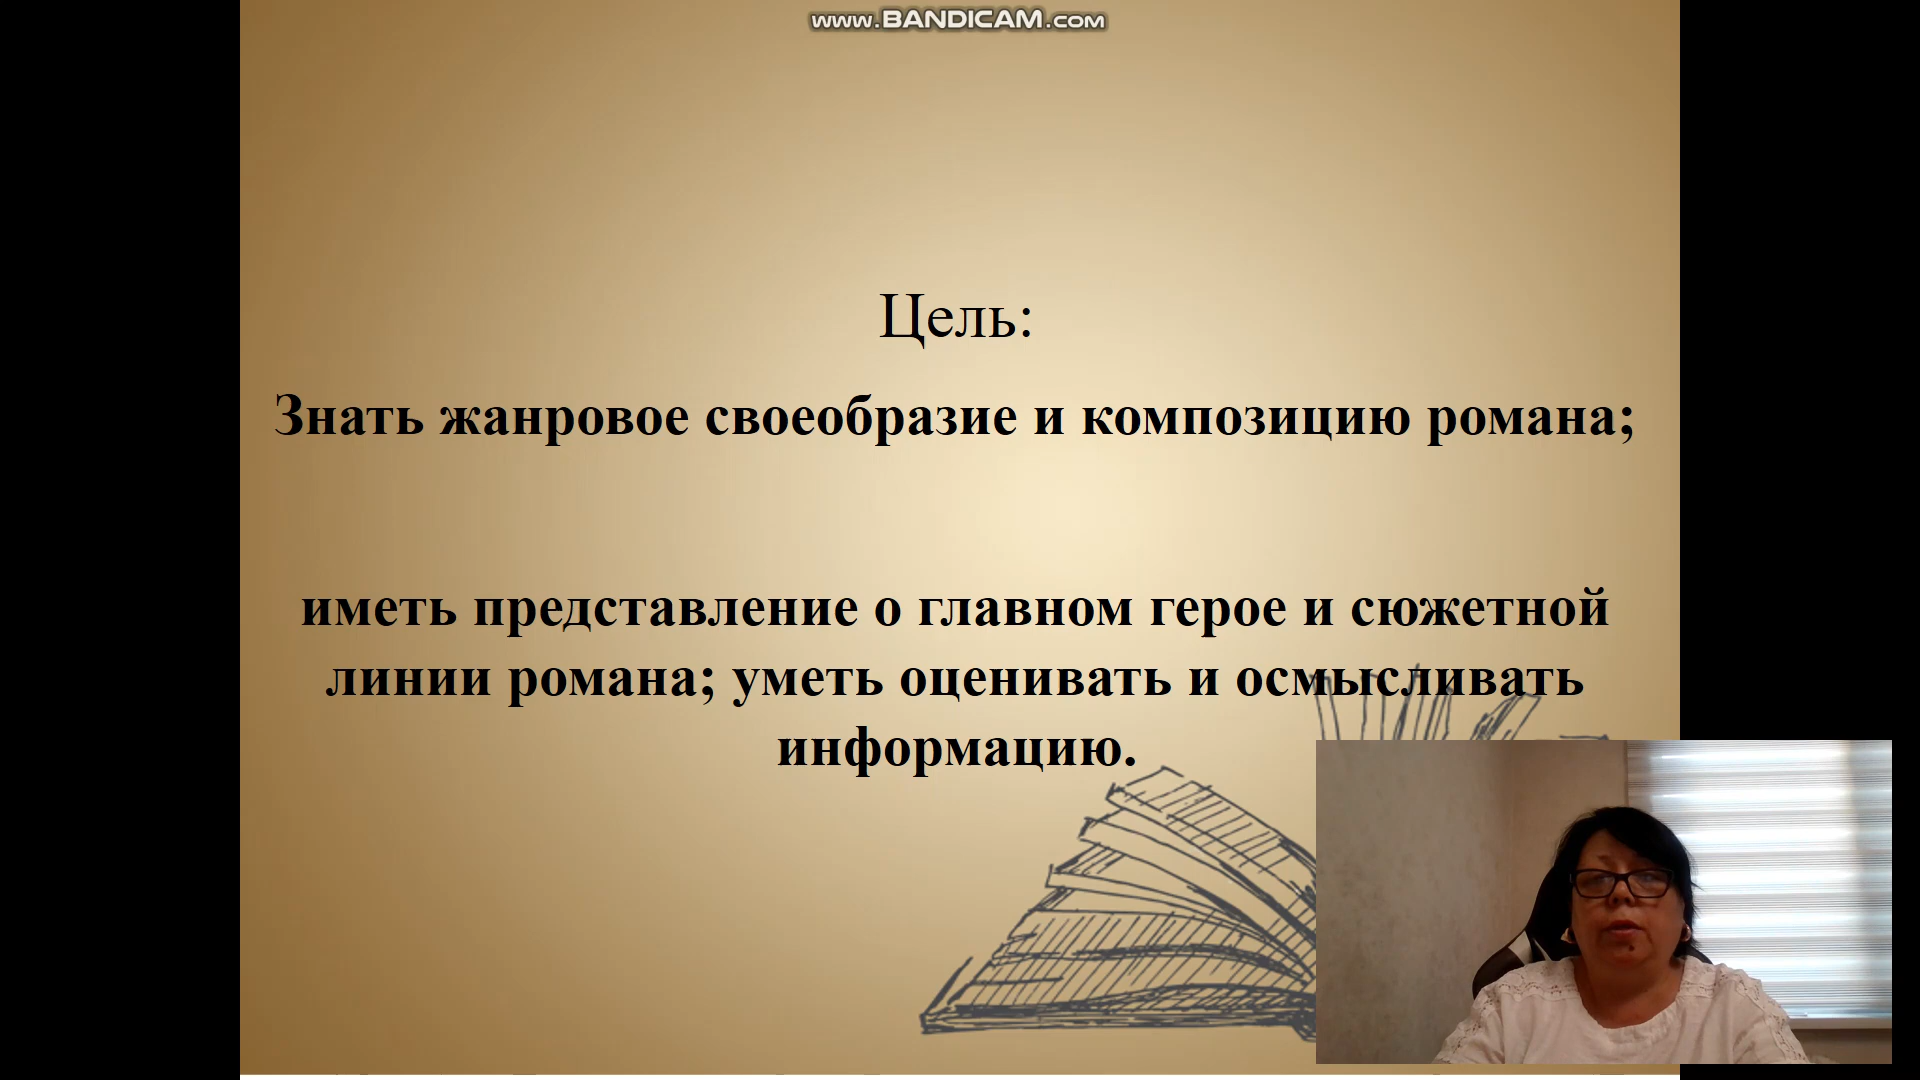 www.BANDICAM.com
Цель:
Знать жанровое своеобразие и композицию романа;
иметь представление о главном герое и сюжетной
линии романа; уметь оценивать и осмысливать
информацию.